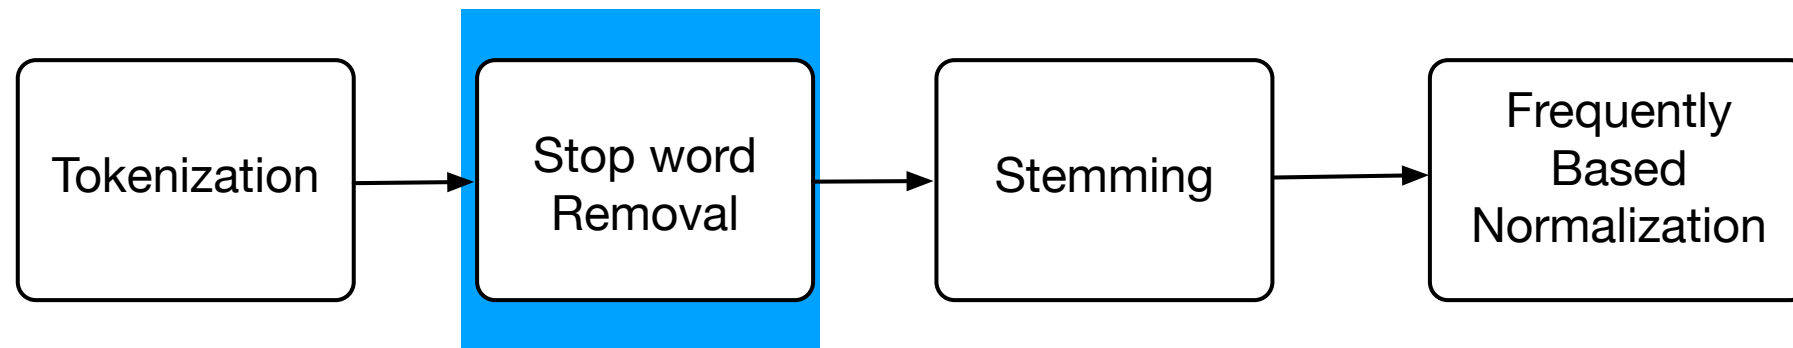 Tokenization
Stop word
Removal
Stemming
Frequently
Based
Normalization